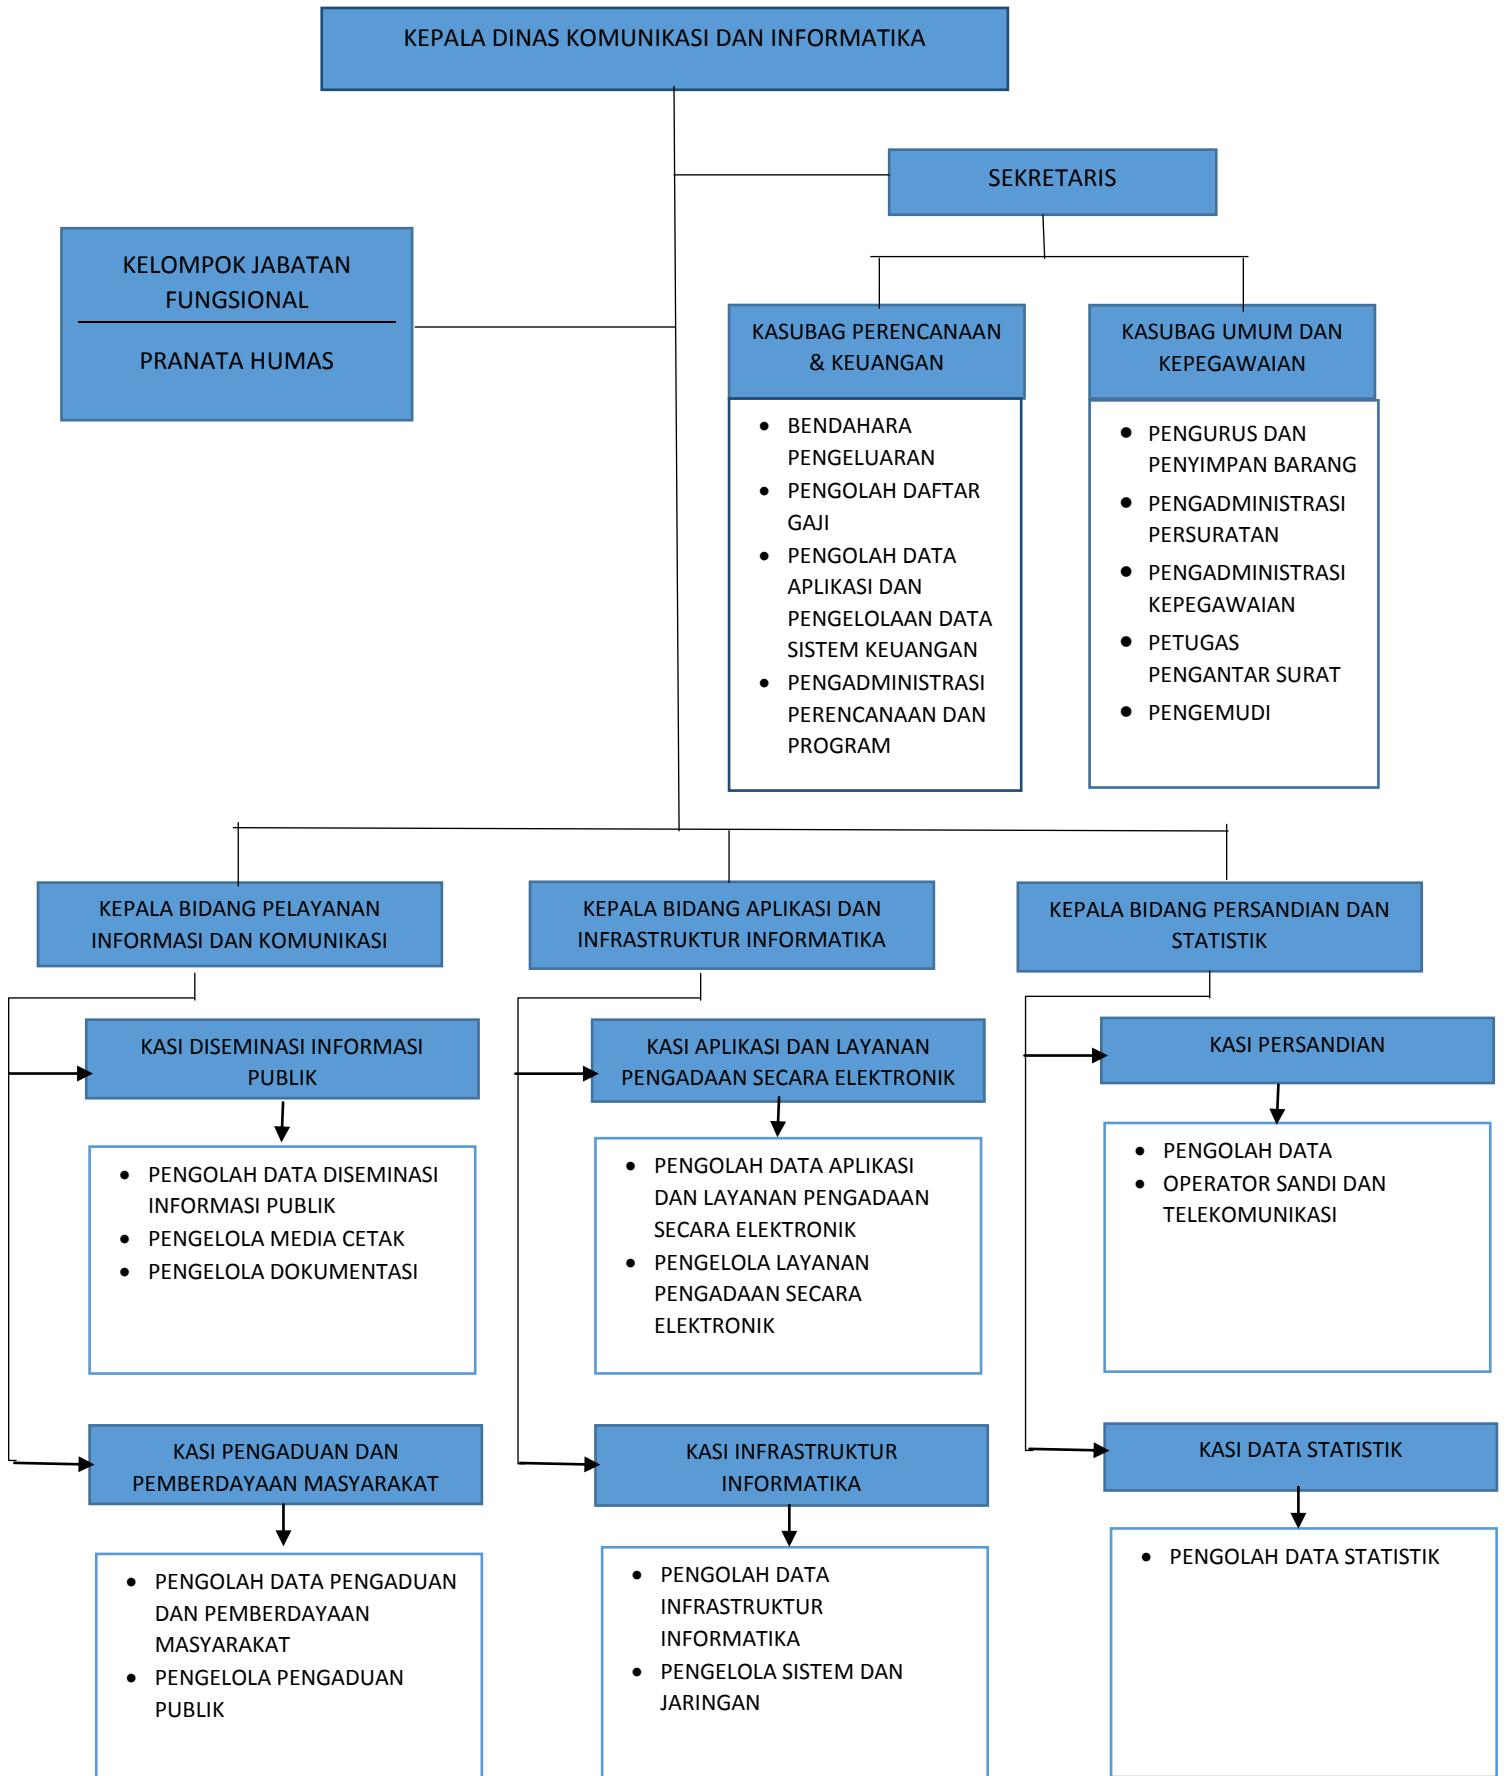 KEPALA DINAS KOMUNIKASI DAN INFORMATIKA
SEKRETARIS
KELOMPOK JABATAN
FUNGSIONAL
PRANATA HUMAS
KASUBAG PERENCANAAN
& KEUANGAN
• BENDAHARA
PENGELUARAN
• PENGOLAH DAFTAR
GAJI
• PENGOLAH DATA
APLIKASI DAN
PENGELOLAAN DATA
SISTEM KEUANGAN
• PENGADMINISTRASI
PERENCANAAN DAN
PROGRAM
KASUBAG UMUM DAN
KEPEGAWAIAN
• PENGURUS DAN
PENYIMPAN BARANG
• PENGADMINISTRASI
PERSURATAN
• PENGADMINISTRASI
KEPEGAWAIAN
• PETUGAS
PENGANTAR SURAT
• PENGEMUDI
KEPALA BIDANG PELAYANAN
INFORMASI DAN KOMUNIKASI
KASI DISEMINASI INFORMASI
PUBLIK
• PENGOLAH DATA DISEMINASI
INFORMASI PUBLIK
• PENGELOLA MEDIA CETAK
• PENGELOLA DOKUMENTASI
KASI PENGADUAN DAN
PEMBERDAYAAN MASYARAKAT
• PENGOLAH DATA PENGADUAN
DAN PEMBERDAYAAN
MASYARAKAT
• PENGELOLA PENGADUAN
PUBLIK
KEPALA BIDANG APLIKASI DAN
INFRASTRUKTUR INFORMATIKA
KASI APLIKASI DAN LAYANAN
PENGADAAN SECARA ELEKTRONIK
• PENGOLAH DATA APLIKASI
DAN LAYANAN PENGADAAN
SECARA ELEKTRONIK
• PENGELOLA LAYANAN
PENGADAAN SECARA
ELEKTRONIK
KASI INFRASTRUKTUR
INFORMATIKA
• PENGOLAH DATA
INFRASTRUKTUR
INFORMATIKA
• PENGELOLA SISTEM DAN
JARINGAN
KEPALA BIDANG PERSANDIAN DAN
STATISTIK
KASI PERSANDIAN
• PENGOLAH DATA
• OPERATOR SANDI DAN
TELEKOMUNIKASI
KASI DATA STATISTIK
• PENGOLAH DATA STATISTIK